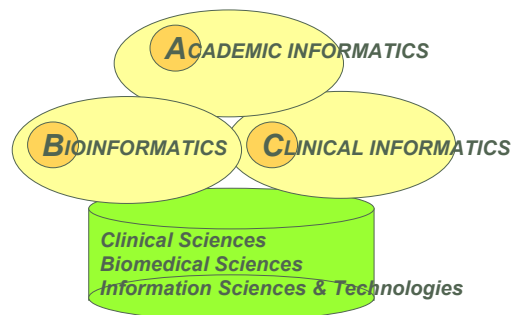 ACADEMIC INFORMATICS
BIOINFORMATICS
CLINICAL INFORMATICS
Clinical Sciences
Biomedical Sciences
Information Sciences & Technologies